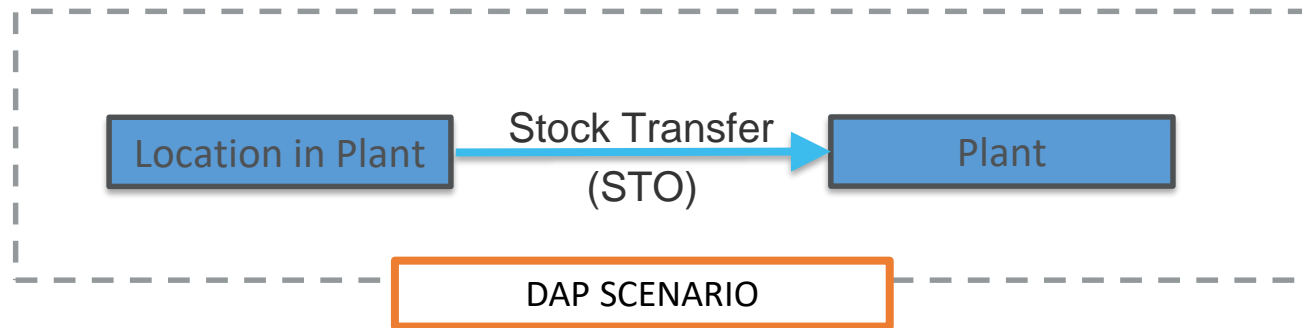 Location in Plant
Stock Transfer
(STO)
Plant
DAP SCENARIO